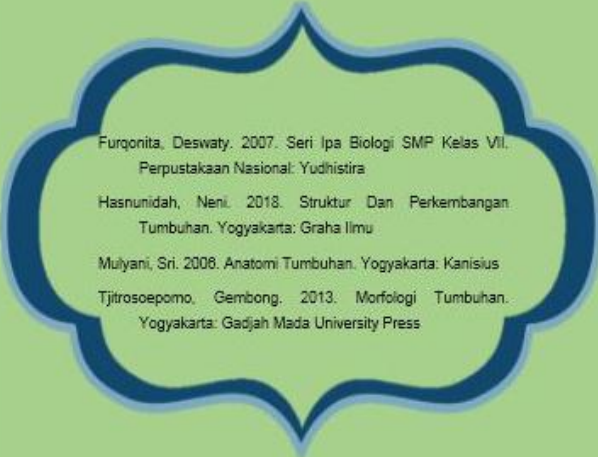 Furqonita, Deswaty. 2007. Seri Ipa Biologi SMP Kelas VII.
Perpustakaan Nasional: Yudhistira
Hasnunidah, Neni. 2018. Struktur Dan Perkembangan
Tumbuhan. Yogyakarta: Graha Ilmu
Mulyani, Sri. 2006. Anatomi Tumbuhan. Yogyakarta: Kanisius
Tjitrosoepomo, Gembong. 2013. Morfologi Tumbuhan.
Yogyakarta: Gadjah Mada University Press